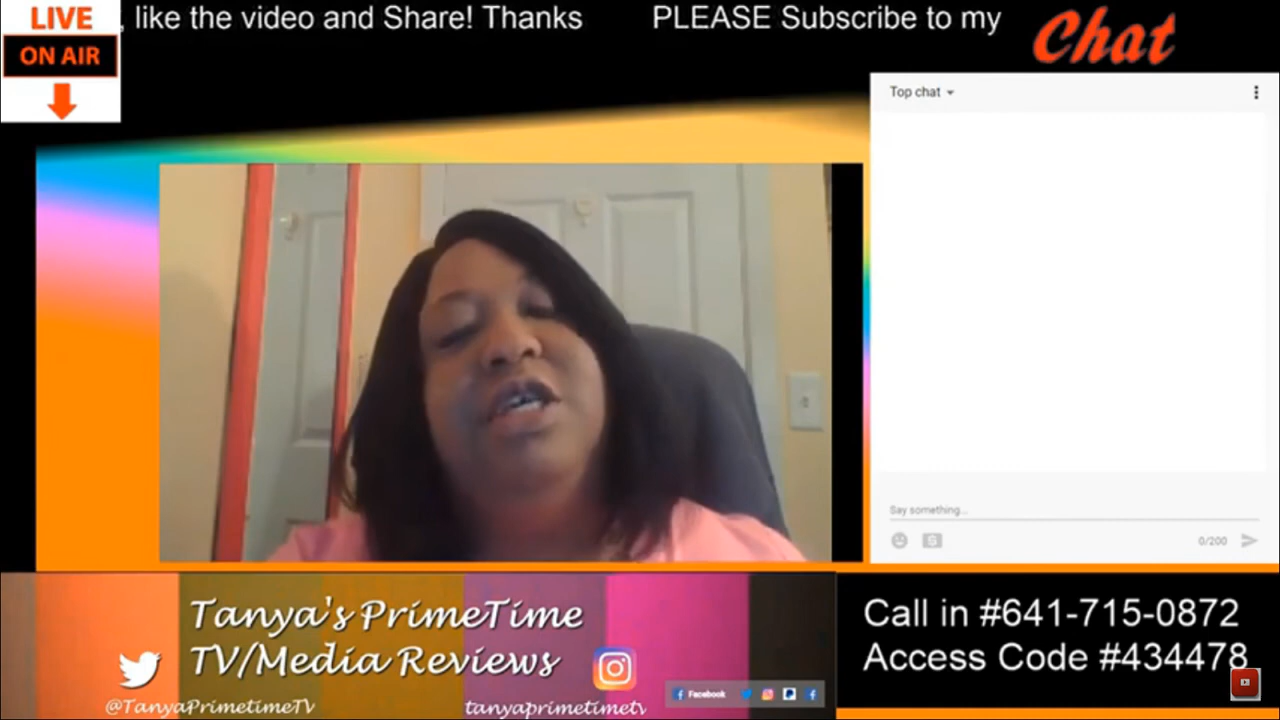 LIVE
ON AIR
, like the video and Share! Thanks
PLEASE Subscribe to my
Chat
Top chat
Say something...
0/200
Tanya's PrimeTime
TV/Media Reviews
@TanyaPrimetimeTV
tanyaprimetimetv
Facebook
Call in #641-715-0872
Access Code #434478